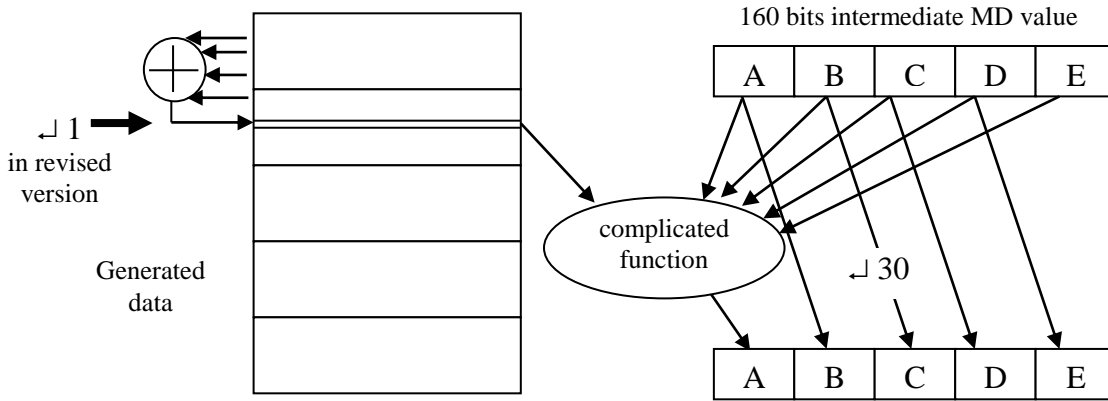 160 bits intermediate MD value
A B C D E
↵ 1
in revised
version
complicated
function
↵ 30
Generated
data
A B C D E